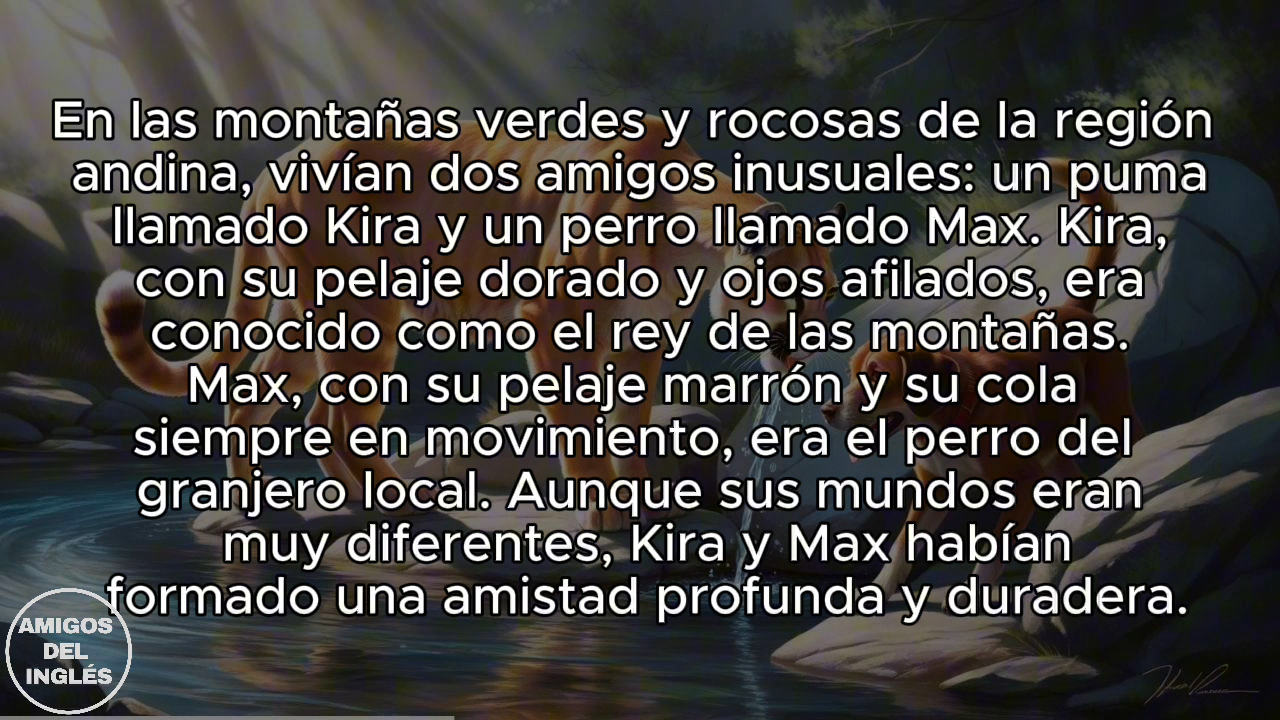 En las montañas verdes y rocosas de la región
andina, vivían dos amigos inusuales: un puma
llamado Kira y un perro llamado Max. Kira,
con su pelaje dorado y ojos afilados, era
conocido como el rey de las montañas.
Max, con su pelaje marrón y su cola
siempre en movimiento, era el perro del
granjero local. Aunque sus mundos eran
muy diferentes, Kira y Max habían
formado una amistad profunda y duradera.
AMIGOS
DEL
INGLÉS